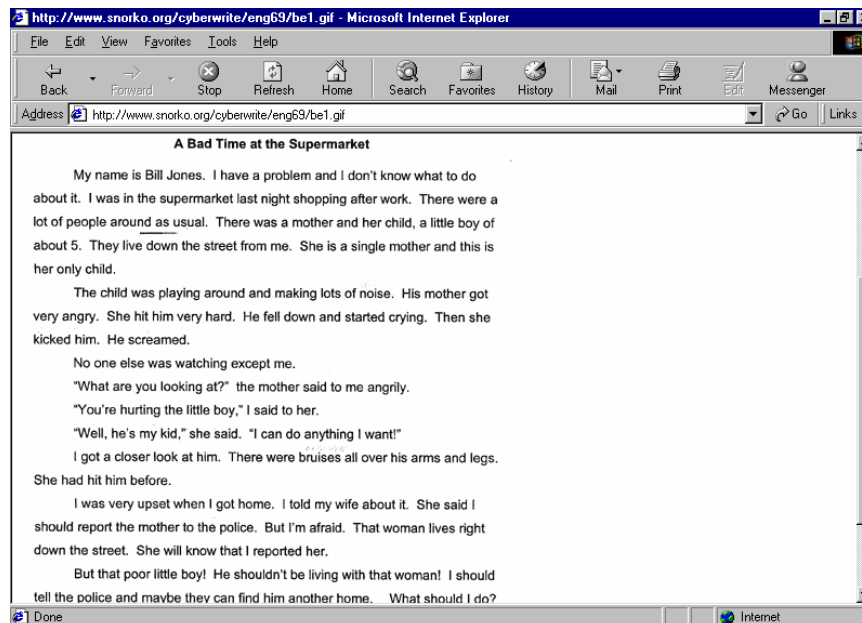 http://www.snorko.org/cyberwrite/eng69/be1.gif - Microsoft Internet Explorer
File Edit View Favorites Tools Help
Back Forward Stop Refresh Home Search Favorites History Mail Print Edit Messenger
Address http://www.snorko.org/cyberwrite/eng69/be1.gif Go Links
A Bad Time at the Supermarket
My name is Bill Jones. I have a problem and I don't know what to do
about it. I was in the supermarket last night shopping after work. There were a
lot of people around as usual. There was a mother and her child, a little boy of
about 5. They live down the street from me. She is a single mother and this is
her only child.
The child was playing around and making lots of noise. His mother got
very angry. She hit him very hard. He fell down and started crying. Then she
kicked him. He screamed.
No one else was watching except me.
"What are you looking at?" the mother said to me angrily.
"You're hurting the little boy," I said to her.
"Well, he's my kid," she said. "I can do anything I want!"
I got a closer look at him. There were bruises all over his arms and legs.
She had hit him before.
I was very upset when I got home. I told my wife about it. She said I
should report the mother to the police. But I'm afraid. That woman lives right
down the street. She will know that I reported her.
But that poor little boy! He shouldn't be living with that woman! I should
tell the police and maybe they can find him another home. What should I do?
Done Internet